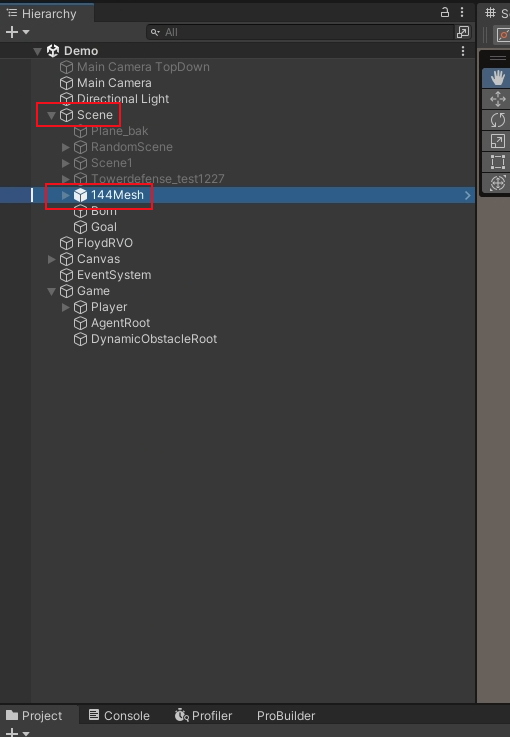 Hierarchy
S
All
Demo
Main Camera TopDown
Main Camera
Directional Light
Scene
Plane_bak
RandomScene
Scene1
Towerdefense_test1227
144Mesh
Born
Goal
FloydRVO
Canvas
EventSystem
Game
Player
AgentRoot
DynamicObstacleRoot
Project Console Profiler ProBuilder